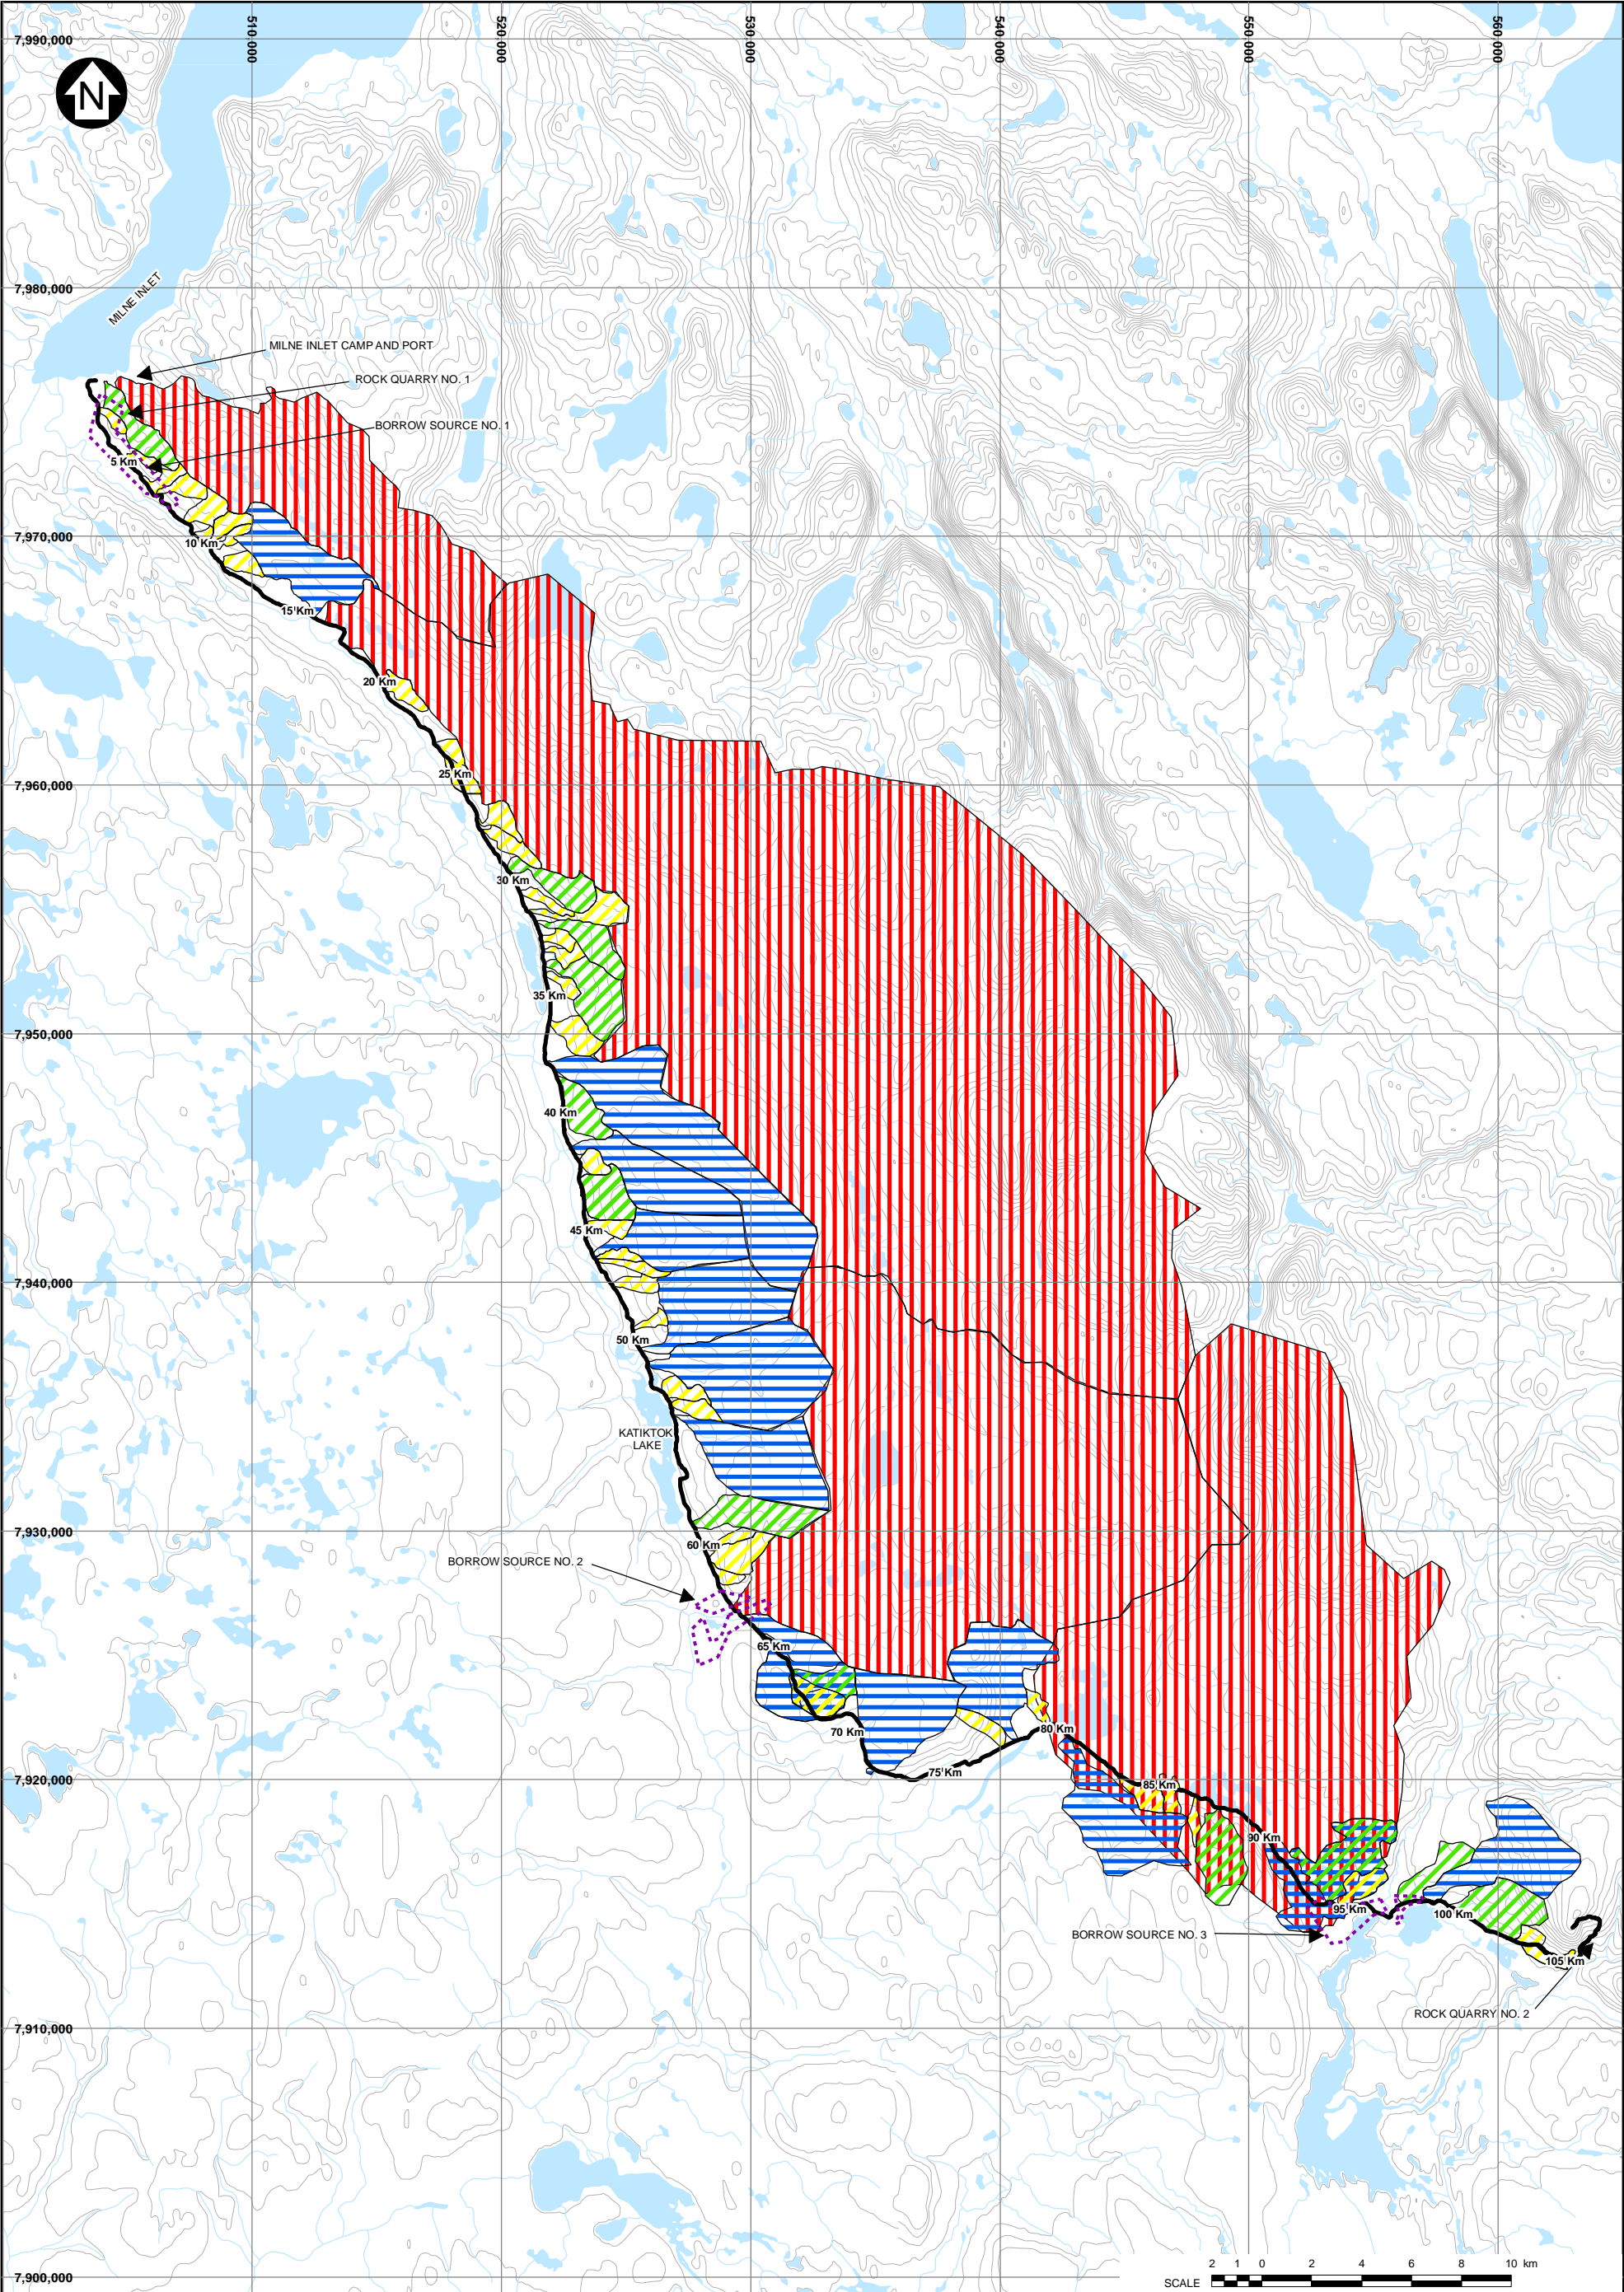 510,000
520,000
530,000
540,000
550,000
560,000
7,990,000
N
7,980,000
MILNE INLET
MILNE INLET CAMP AND PORT
ROCK QUARRY NO. 1
BORROW SOURCE NO. 1
5 Km
7,970,000
10 Km
15 Km
20 Km
25 Km
7,960,000
30 Km
35 Km
7,950,000
40 Km
45 Km
7,940,000
50 Km
KATIKTOK
LAKE
7,930,000
60 Km
BORROW SOURCE NO. 2
65 Km
70 Km
80 Km
75 Km
7,920,000
85 Km
90 Km
95 Km
100 Km
BORROW SOURCE NO. 3
105 Km
ROCK QUARRY NO. 2
7,910,000
2 1 0 2 4 6 8 10 km
SCALE
7,900,000